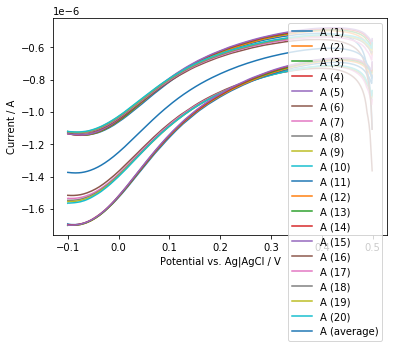 1e−6
−0.6
−0.8
−1.0
−1.2
−1.4
−1.6
Current / A
−0.1
0.0
0.1
0.2
0.3
0.4
0.5
Potential vs. Ag|AgCl / V
A (1)
A (2)
A (3)
A (4)
A (5)
A (6)
A (7)
A (8)
A (9)
A (10)
A (11)
A (12)
A (13)
A (14)
A (15)
A (16)
A (17)
A (18)
A (19)
A (20)
A (average)